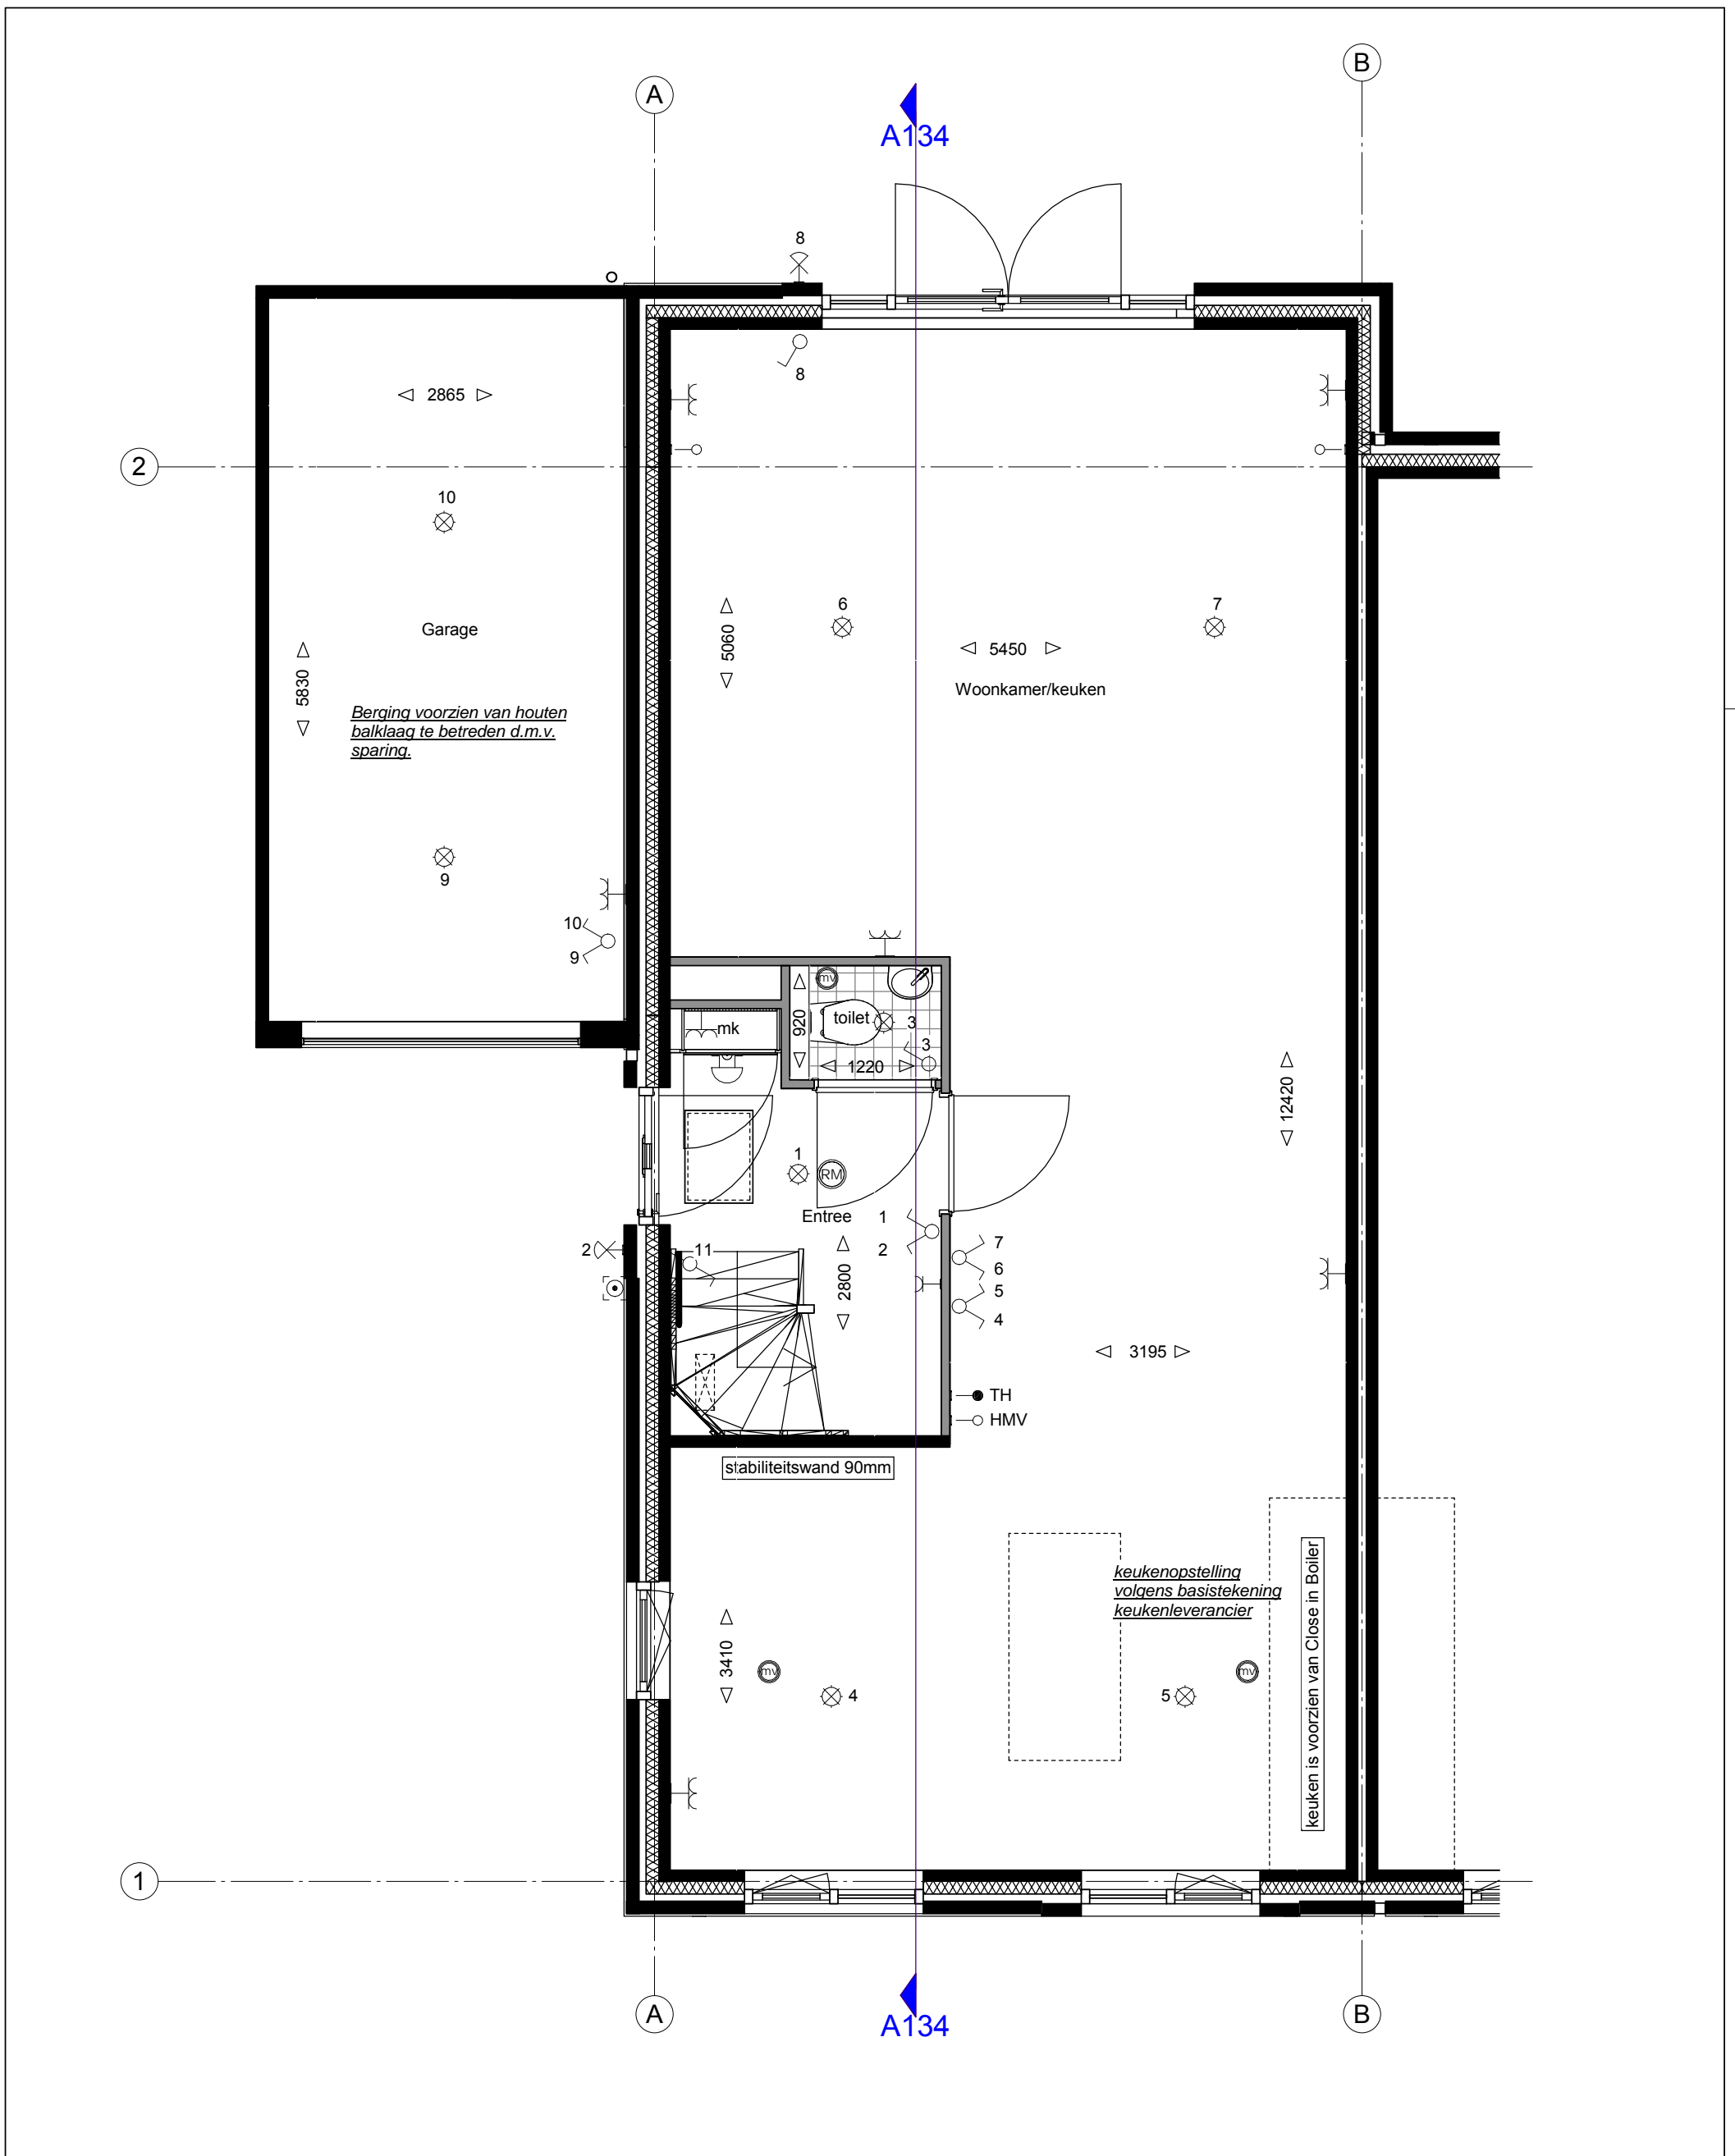 B
A
A134
8
8
2865
2
10
6
7
5060
5450
Garage
5830
Woonkamer/keuken
Berging voorzien van houten
balklaag te betreden d.m.v.
sparing.
9
10
9
mv
920
toilet
3
mk
3
1220
12420
1
RM
Entree
1
2
2
11
7
6
2800
5
4
3195
TH
HMV
stabiliteitswand 90mm
keukenopstelling
volgens basistekening
keukenleverancier
keuken is voorzien van Close in Boiler
3410
mv
mv
4
5
1
A
B
A134